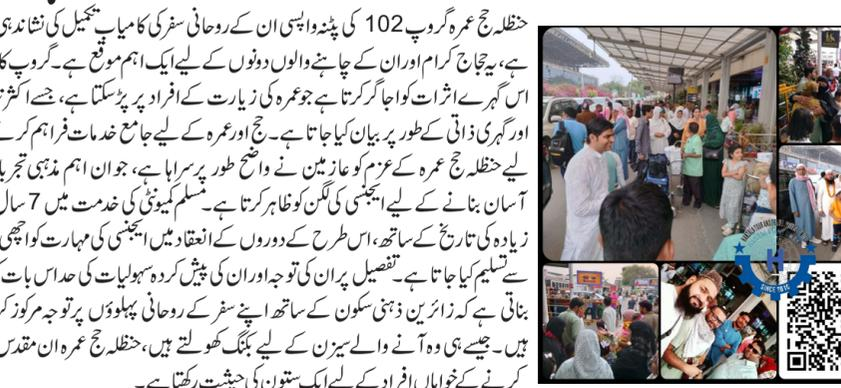 حنظلہ حج عمرہ گروپ 102 کی پٹنہ واپسی ان کے روحانی سفر کی کامیاب تکمیل کی نشاندہی
ہے، یہ حجاج کرام اور ان کے چاہنے والوں دونوں کے لیے ایک اہم موقع ہے۔ گروپ کا
اس گہرے اثرات کو اجاگر کرتا ہے جو عمرہ کی زیارت کے افراد پر پڑ سکتا ہے، جسے اکثر
اور گہری ذاتی کے طور پر بیان کیا جاتا ہے۔ حج اور عمرہ کے لیے جامع خدمات فراہم کرنے
لیے حنظلہ حج عمرہ کے عزم کو عازمین نے واضح طور پر سراہا ہے، جو ان اہم مذہبی تجربا
آسان بنانے کے لیے ایجنسی کی لگن کو ظاہر کرتا ہے۔ مسلم کمیونٹی کی خدمت میں 7 سال
زیادہ کی تاریخ کے ساتھ، اس طرح کے دوروں کے انعقاد میں ایجنسی کی مہارت کو اچھی
سے تسلیم کیا جاتا ہے۔ تفصیل پر ان کی توجہ اور ان کی پیش کردہ سہولیات کی حد اس بات کو
بناتی ہے کہ زائرین ذہنی سکون کے ساتھ اپنے سفر کے روحانی پہلوؤں پر توجہ مرکوز کر
ہیں۔ جیسے ہی وہ آنے والے سیزن کے لیے بکنگ کھولتے ہیں، حنظلہ حج عمرہ ان مقدس
کرنے کے خواہاں افراد کے لیے ایک ستون کی حیثیت رکھتا ہے۔
H
SINCE 2016